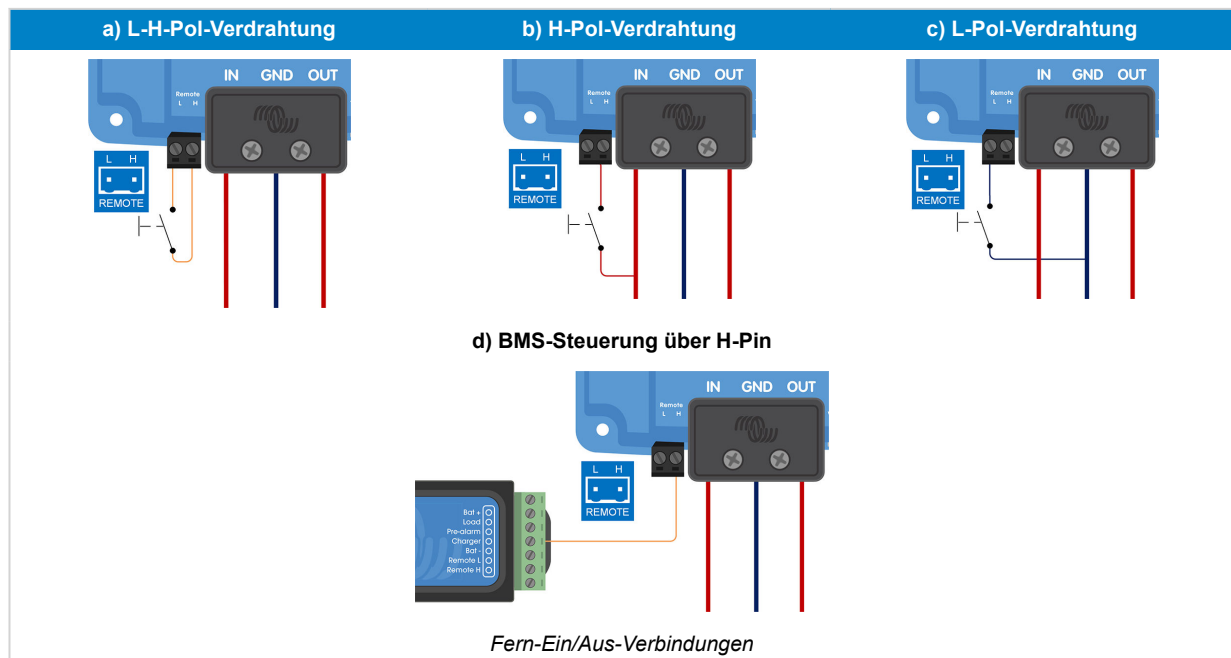 a) L-H-Pol-Verdrahtung
b) H-Pol-Verdrahtung
c) L-Pol-Verdrahtung
IN GND OUT
Remote
L H
L H
REMOTE
IN GND OUT
Remote
L H
L H
REMOTE
IN GND OUT
Remote
L H
L H
REMOTE
d) BMS-Steuerung über H-Pin
IN GND OUT
Remote
L H
L H
REMOTE
Bat +
Load
Pre-alarm
Charger
Bat -
Remote L
Remote H
Fern-Ein/Aus-Verbindungen